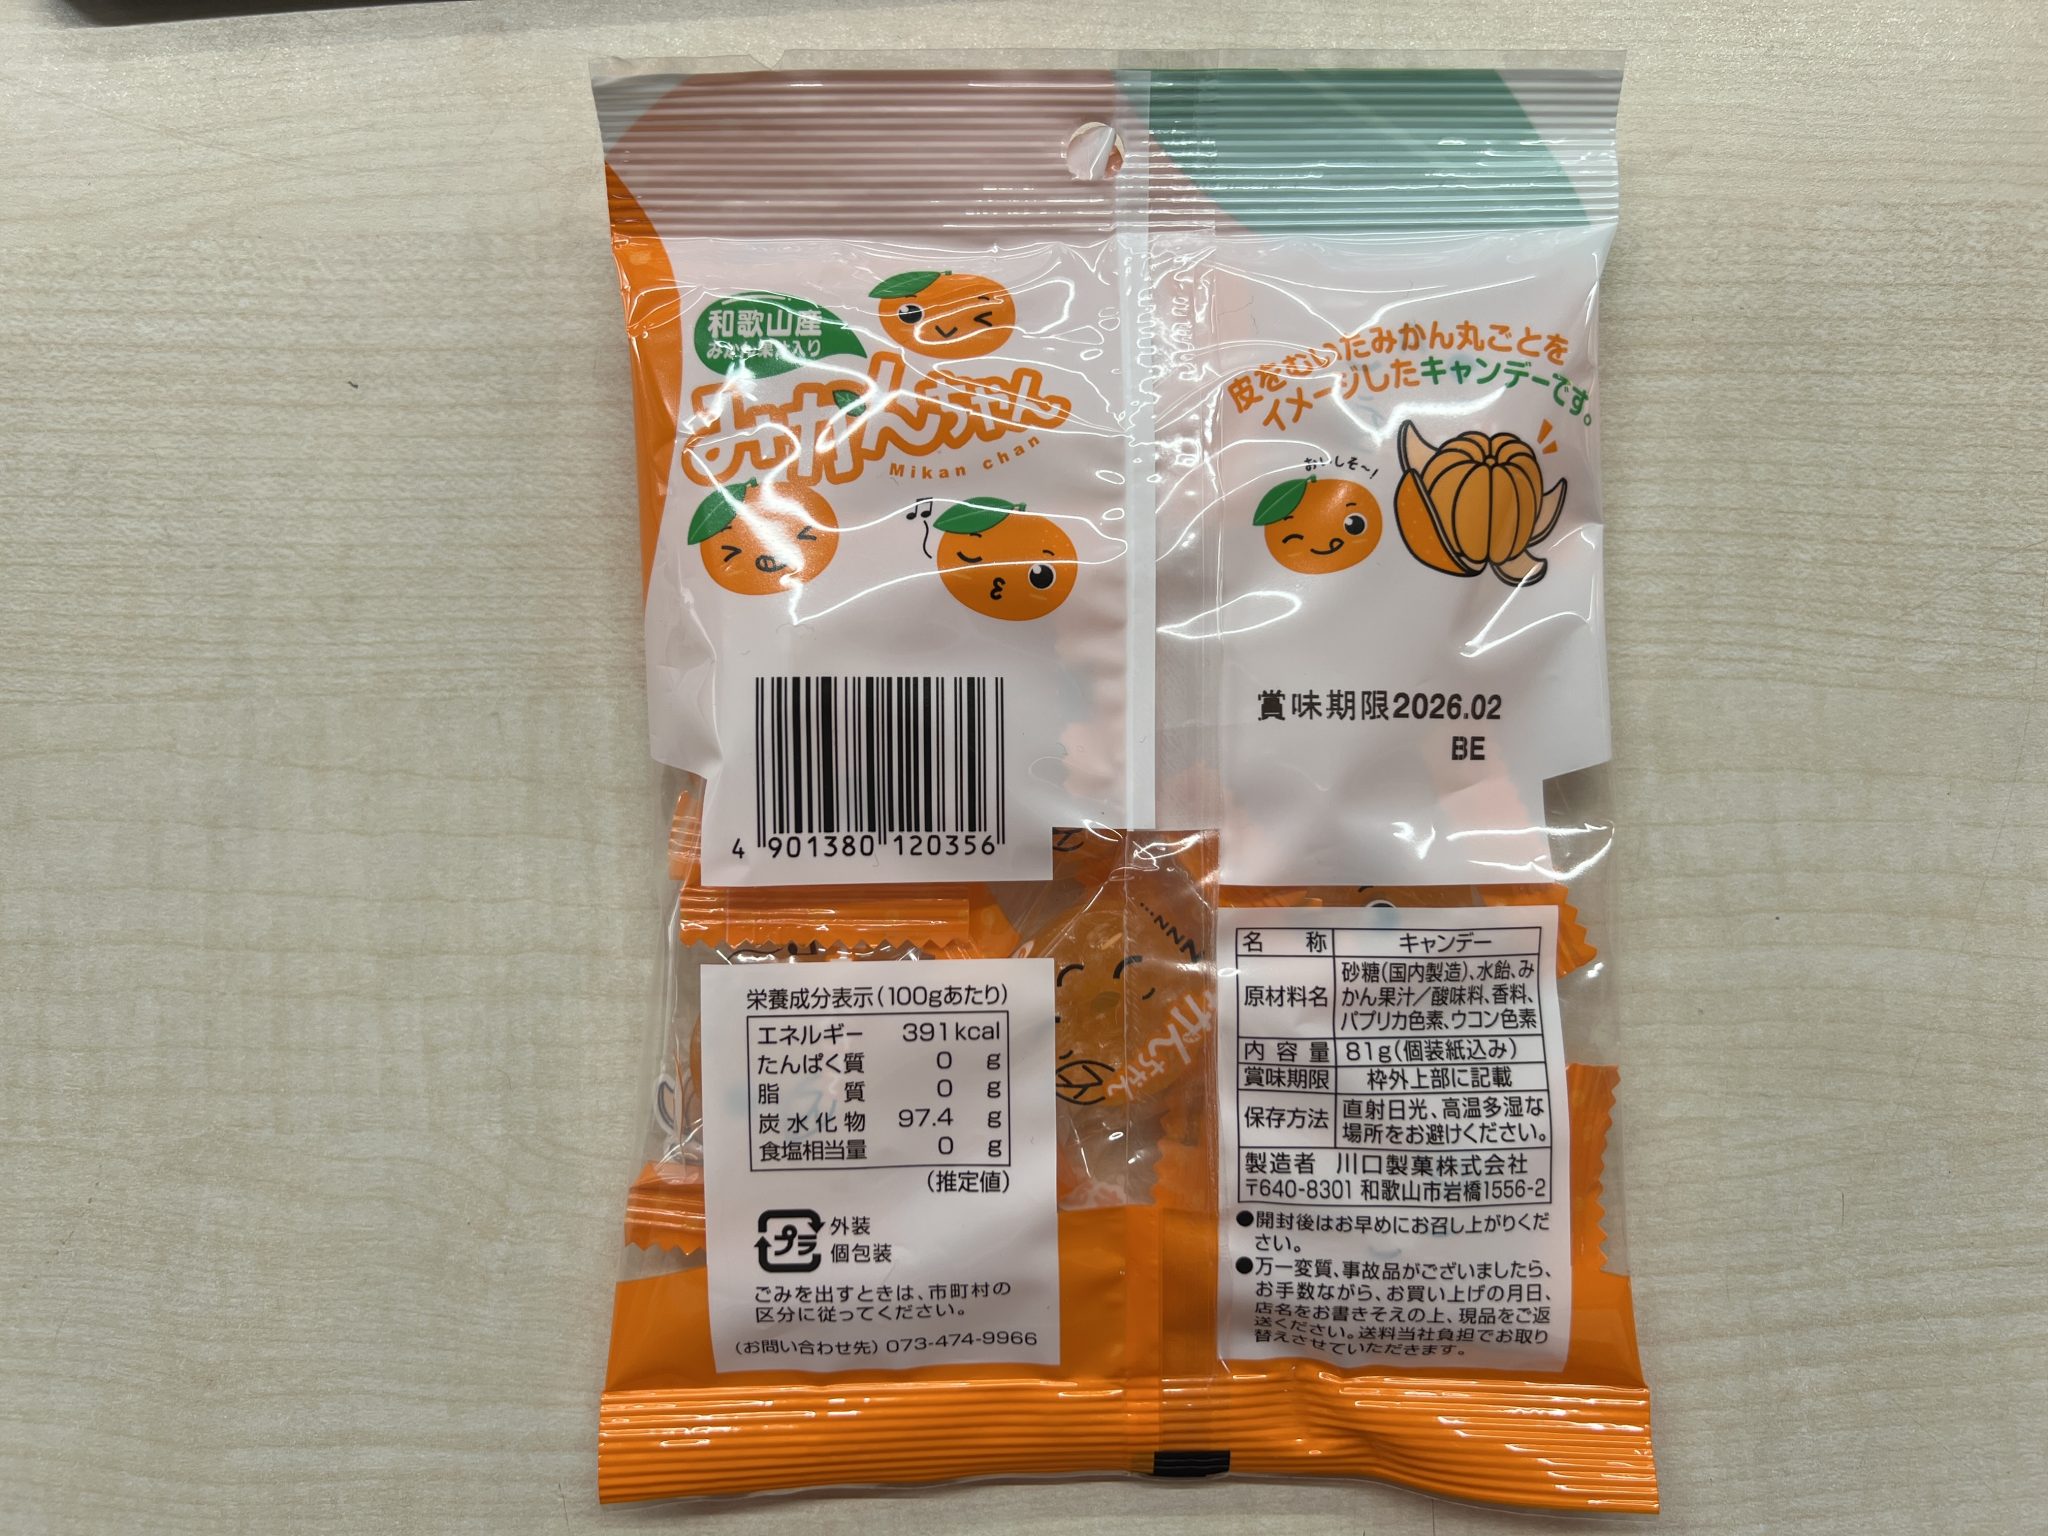 和歌山産
みかん果汁入り
みかんちゃん
Mikan chan
皮をむいたみかん丸ごとを
イメージしたキャンデーです。
おいしそ〜!
賞味期限2026.02
BE
4 901380 120356
zzzz...
かんちゃん
栄養成分表示(100gあたり)
エネルギー 391kcal
たんぱく質 0 g
脂質 0 g
炭水化物 97.4 g
食塩相当量 0 g
(推定値)
プラ
外装
個包装
ごみを出すときは、市町村の
区分に従ってください。
(お問い合わせ先)073-474-9966
名称 キャンデー
原材料名 砂糖(国内製造)、水飴、み
かん果汁/酸味料、香料、
パプリカ色素、ウコン色素
内容量 81g(個装紙込み)
賞味期限 枠外上部に記載
保存方法 直射日光、高温多湿な
場所をお避けください。
製造者 川口製菓株式会社
〒640-8301 和歌山市岩橋1556-2
●開封後はお早めにお召し上がりくだ
さい。
●万一変質、事故品がございましたら、
お手数ながら、お買い上げの月日、
店名をお書きそえの上、現品をご返
送ください。送料当社負担でお取り
替えさせていただきます。